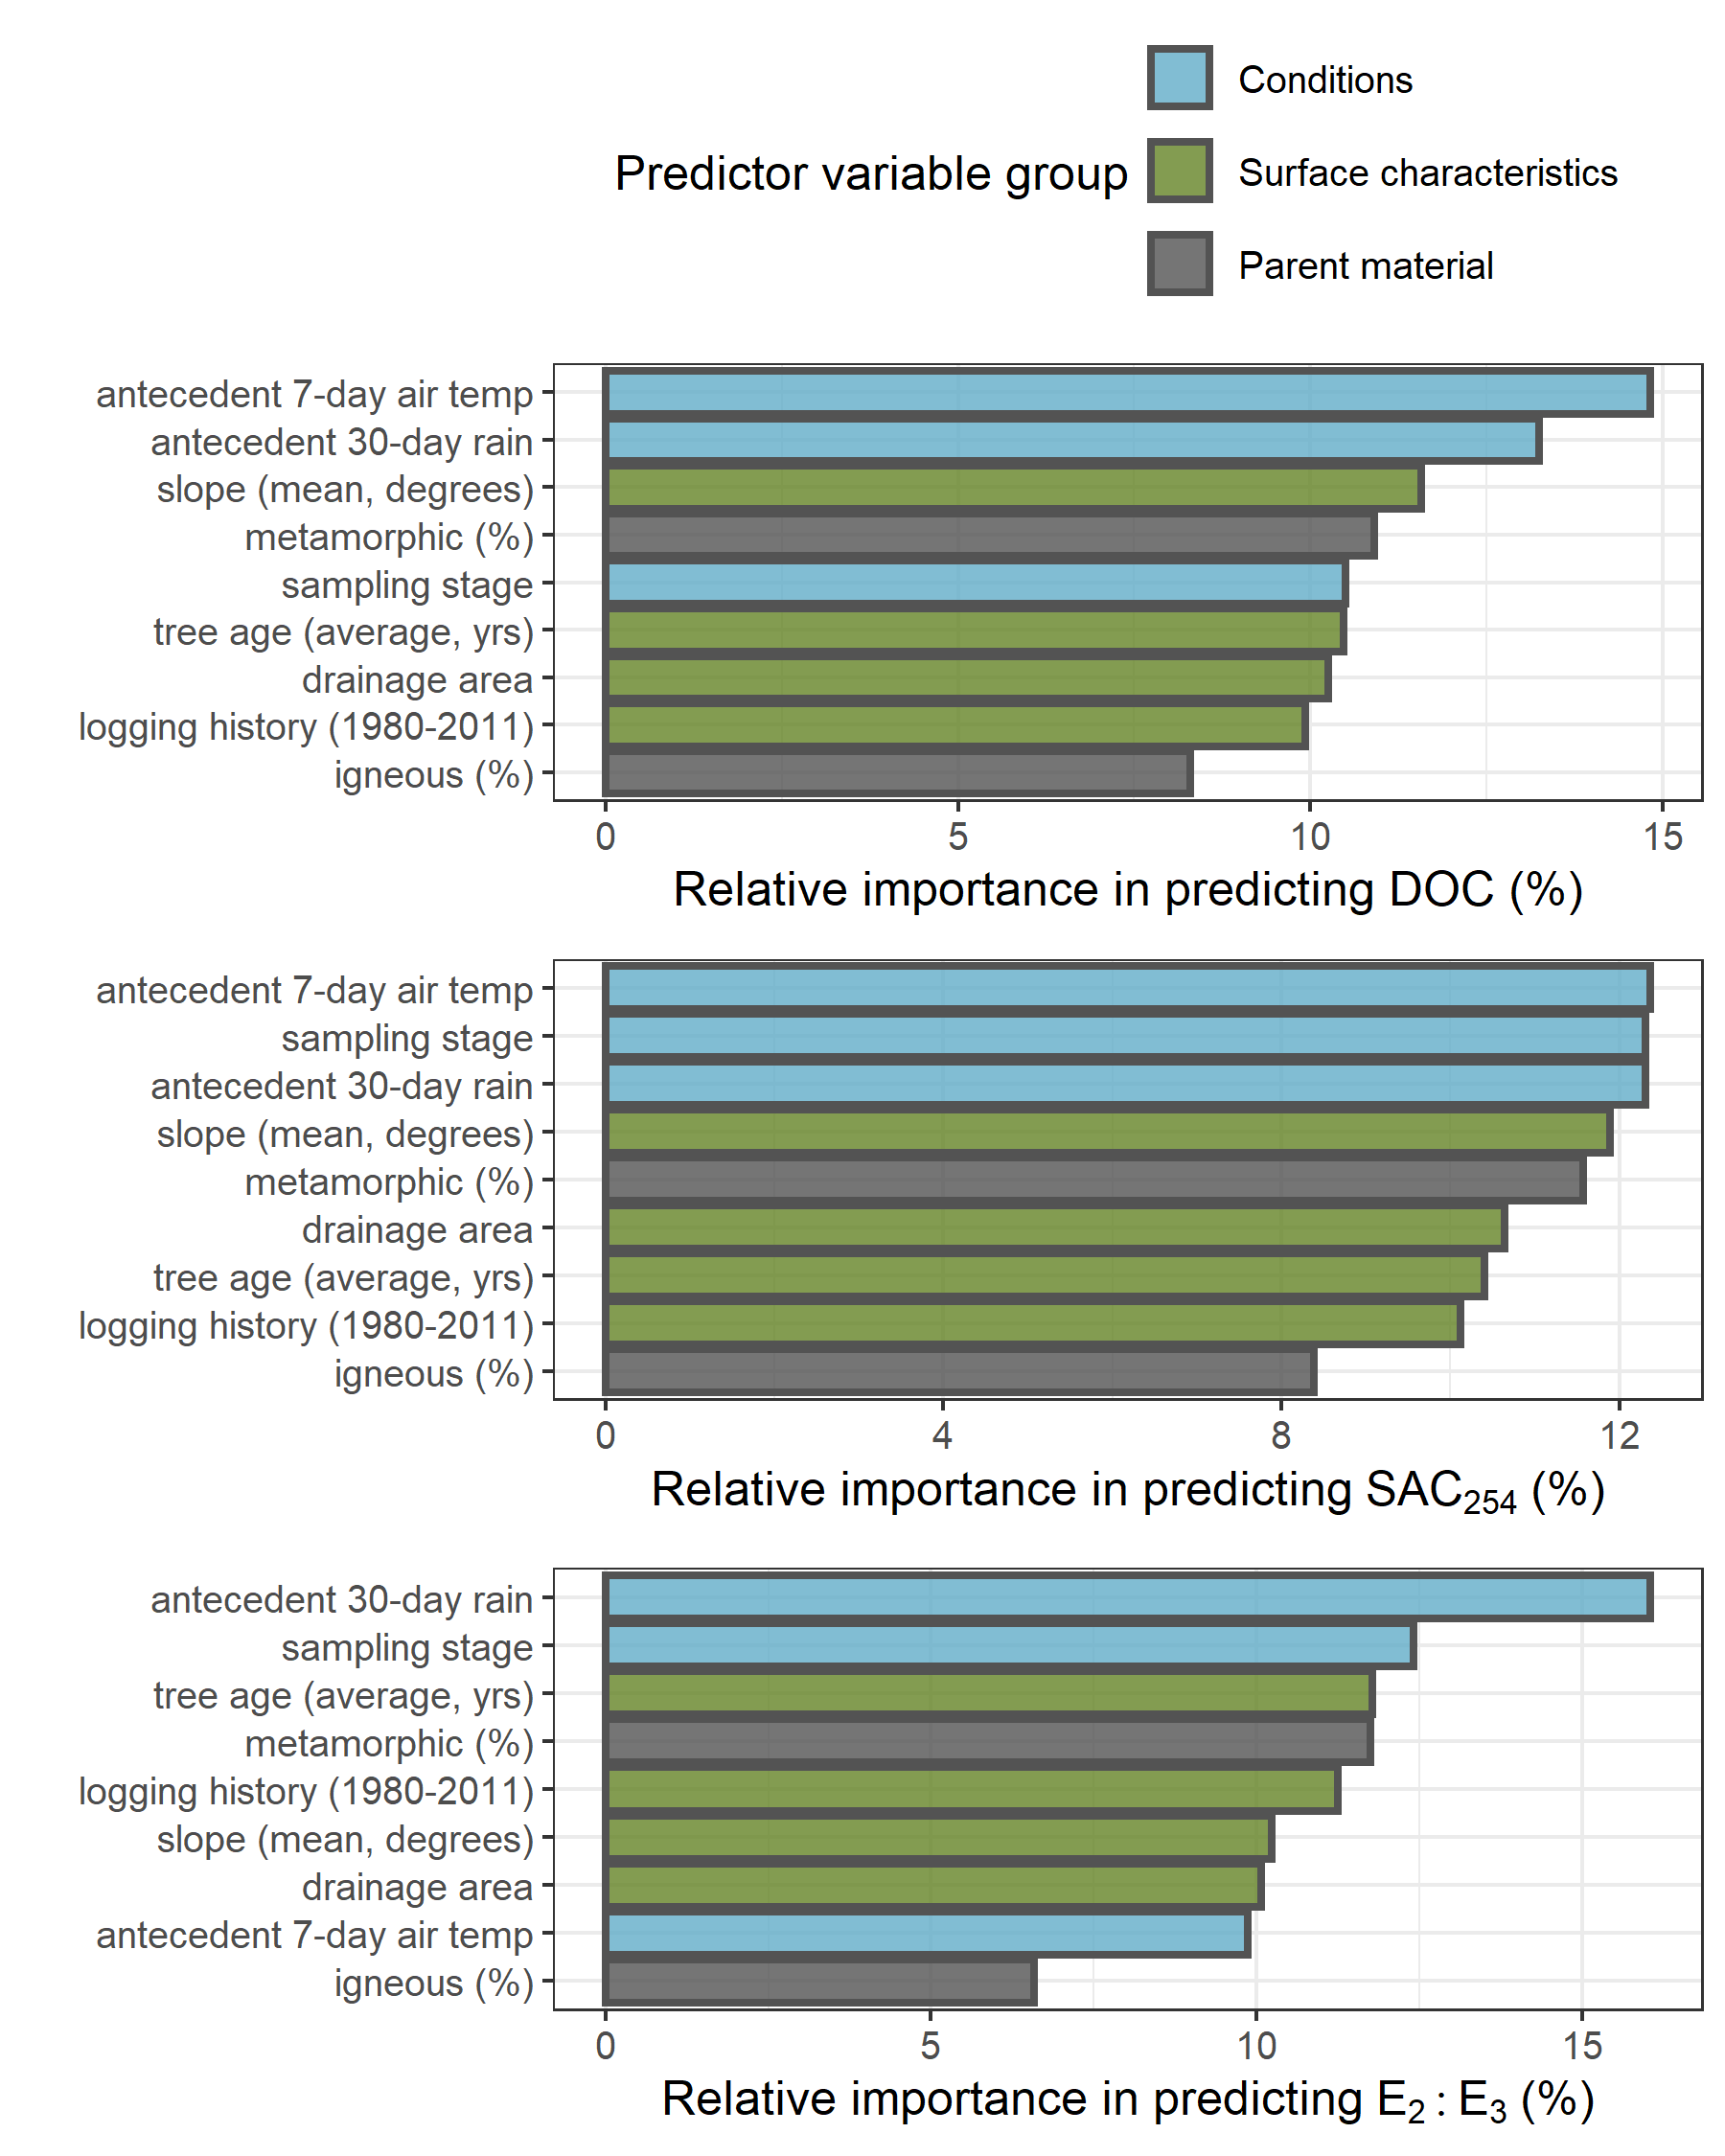 Conditions
Predictor variable group
Surface characteristics
Parent material
antecedent 7-day air temp
antecedent 30-day rain
slope (mean, degrees)
metamorphic (%)
sampling stage
tree age (average, yrs)
drainage area
logging history (1980-2011)
igneous (%)
0 5 10 15
Relative importance in predicting DOC (%)
antecedent 7-day air temp
sampling stage
antecedent 30-day rain
slope (mean, degrees)
metamorphic (%)
drainage area
tree age (average, yrs)
logging history (1980-2011)
igneous (%)
0 4 8 12
Relative importance in predicting SAC₂₅₄ (%)
antecedent 30-day rain
sampling stage
tree age (average, yrs)
metamorphic (%)
logging history (1980-2011)
slope (mean, degrees)
drainage area
antecedent 7-day air temp
igneous (%)
0 5 10 15
Relative importance in predicting E₂ : E₃ (%)